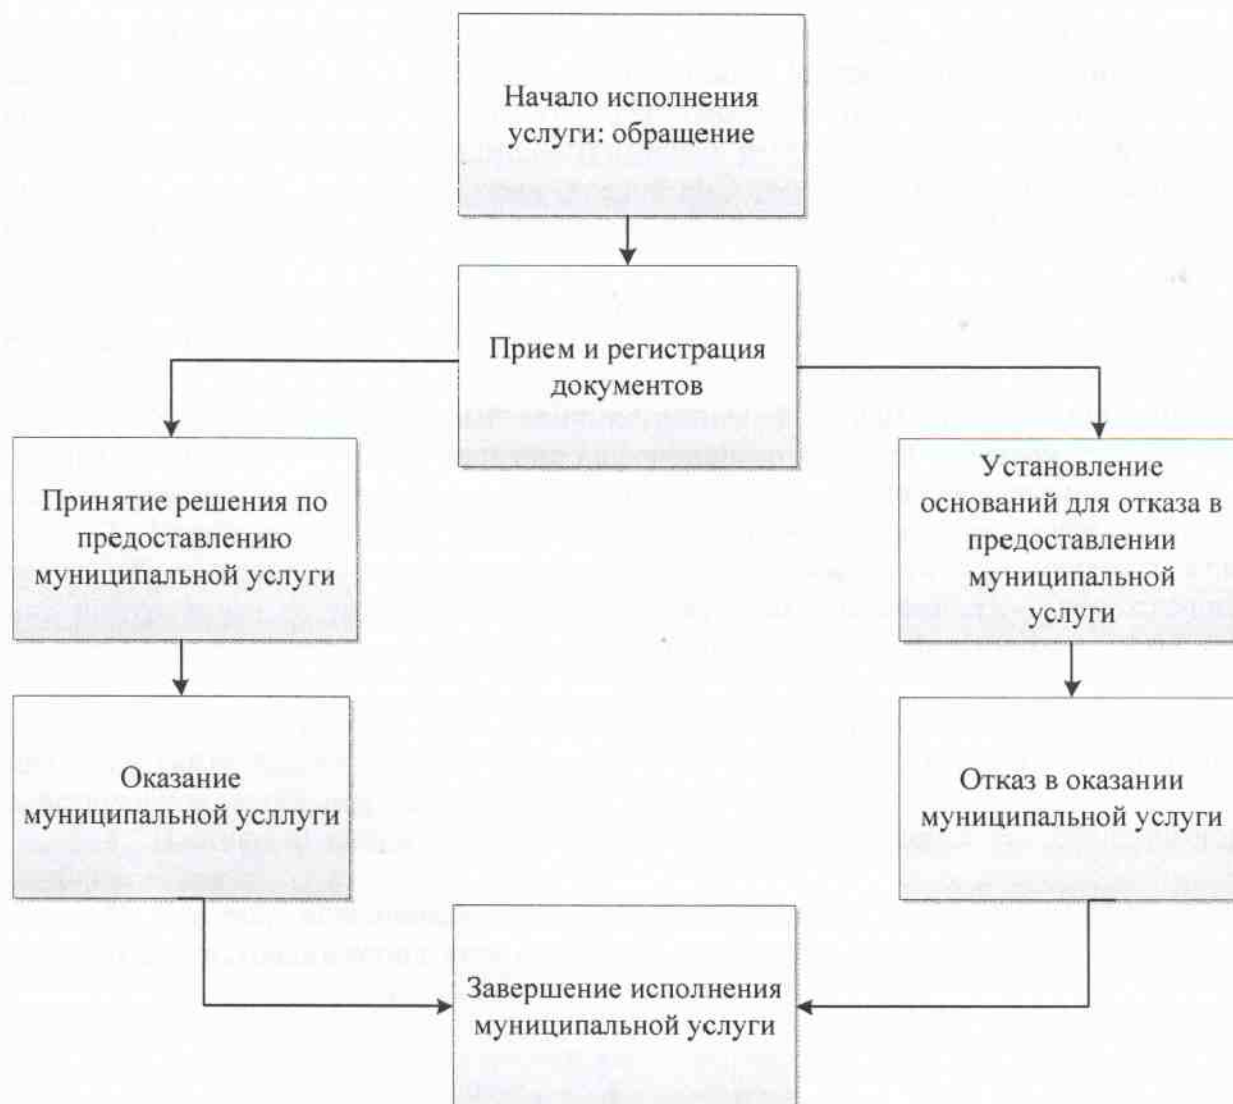 Начало исполнения
услуги: обращение
Прием и регистрация
документов
Принятие решения по
предоставлению
муниципальной услуги
Установление
оснований для отказа в
предоставлении
муниципальной
услуги
Оказание
муниципальной усллуги
Отказ в оказании
муниципальной услуги
Завершение исполнения
муниципальной услуги